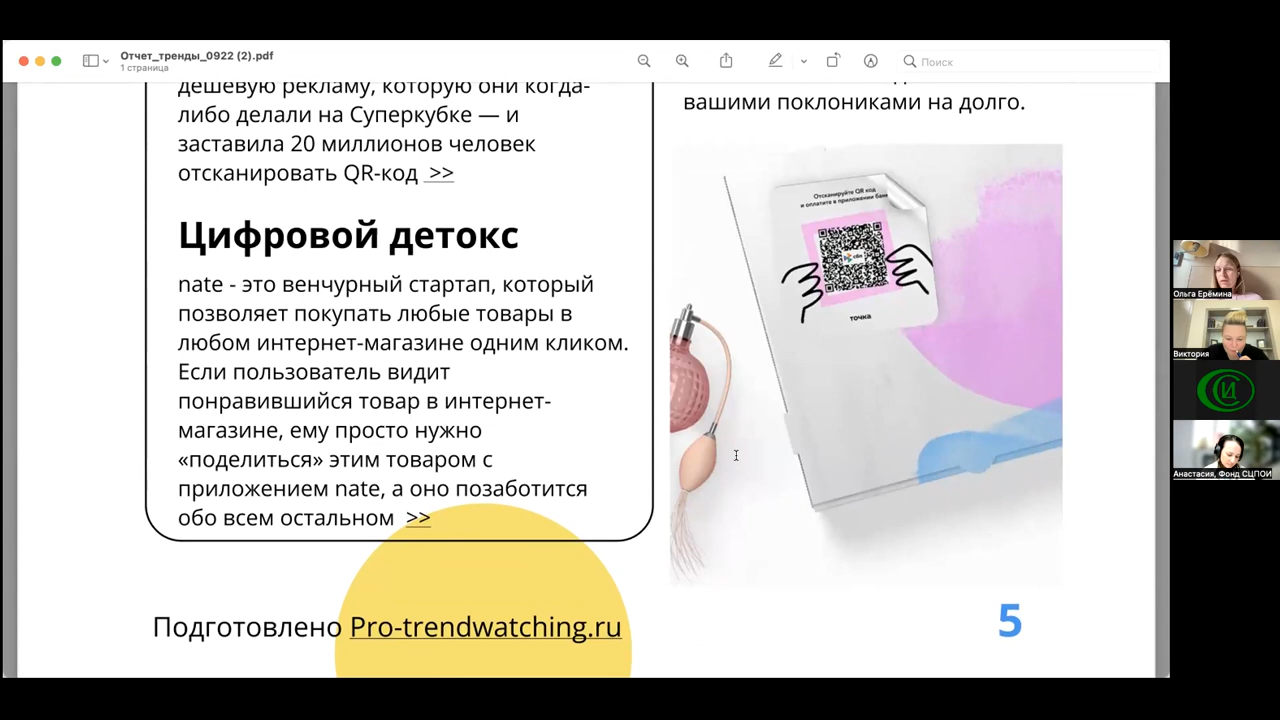 Отчет_тренды_0922 (2).pdf
1 страница
Поиск
дешевую рекламу, которую они когда-
либо делали на Суперкубке — и
заставила 20 миллионов человек
отсканировать QR-код >>
Цифровой детокс
nate - это венчурный стартап, который
позволяет покупать любые товары в
любом интернет-магазине одним кликом.
Если пользователь видит
понравившийся товар в интернет-
магазине, ему просто нужно
«поделиться» этим товаром с
приложением nate, а оно позаботится
обо всем остальном >>
вашими поклониками на долго.
Отсканируйте QR код
и оплатите в приложении банк
сбп
точка
Подготовлено Pro-trendwatching.ru
5
Ольга Ерёмина
Виктория
Анастасия, Фонд СЦПОИ